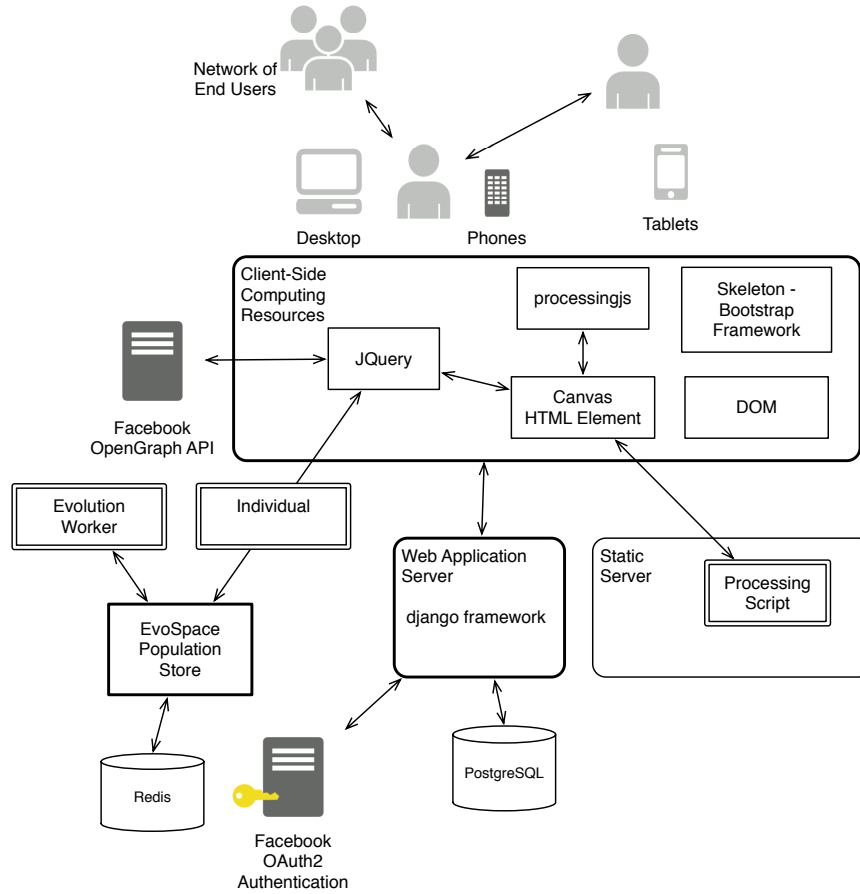 Network of
End Users
Desktop
Phones
Tablets
Client-Side
Computing
Resources
processingjs
Skeleton -
Bootstrap
Framework
JQuery
Canvas
HTML Element
DOM
Facebook
OpenGraph API
Evolution
Worker
Individual
Web Application
Server
django framework
Static
Server
Processing
Script
EvoSpace
Population
Store
Redis
PostgreSQL
Facebook
OAuth2
Authentication